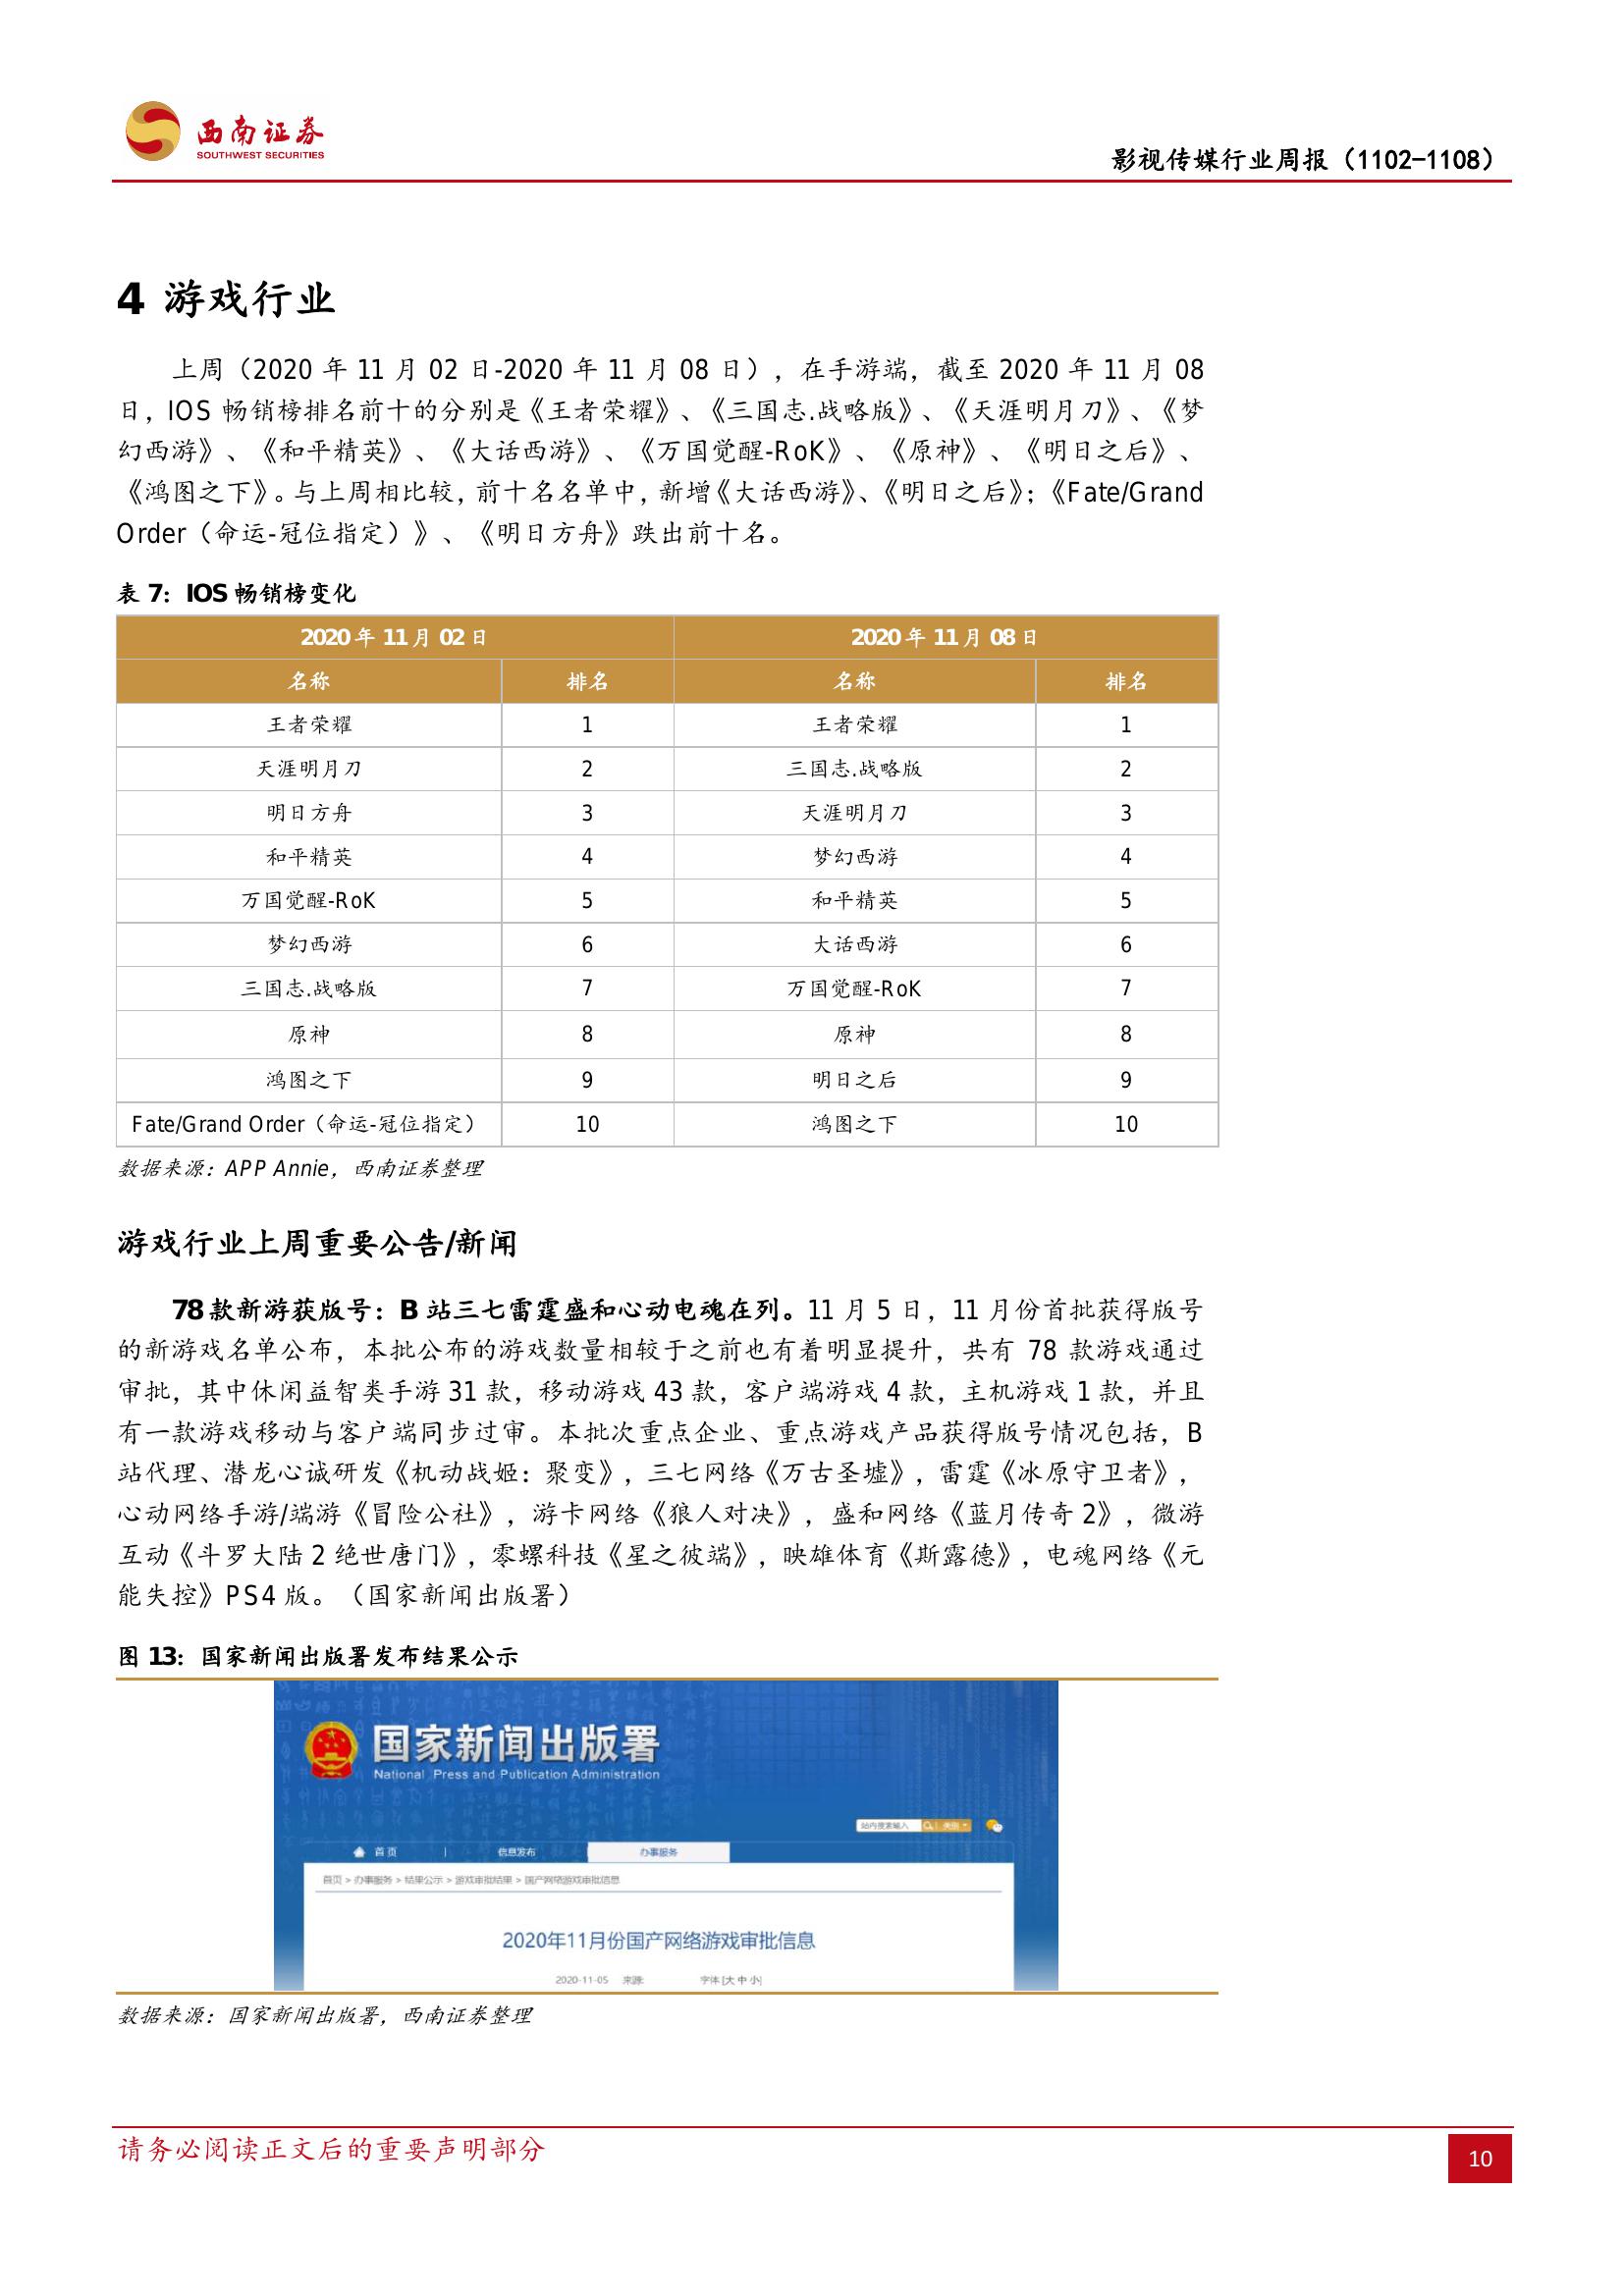 西南证券
SOUTHWEST SECURITIES
影视传媒行业周报（1102-1108）
4 游戏行业
上周（2020 年 11 月 02 日-2020 年 11 月 08 日），在手游端，截至 2020 年 11 月 08
日，IOS 畅销榜排名前十的分别是《王者荣耀》、《三国志.战略版》、《天涯明月刀》、《梦
幻西游》、《和平精英》、《大话西游》、《万国觉醒-RoK》、《原神》、《明日之后》、
《鸿图之下》。与上周相比较，前十名名单中，新增《大话西游》、《明日之后》；《Fate/Grand
Order（命运-冠位指定）》、《明日方舟》跌出前十名。
表 7：IOS 畅销榜变化
2020 年 11 月 02 日 2020 年 11 月 08 日
名称 排名 名称 排名
王者荣耀 1 王者荣耀 1
天涯明月刀 2 三国志.战略版 2
明日方舟 3 天涯明月刀 3
和平精英 4 梦幻西游 4
万国觉醒-RoK 5 和平精英 5
梦幻西游 6 大话西游 6
三国志.战略版 7 万国觉醒-RoK 7
原神 8 原神 8
鸿图之下 9 明日之后 9
Fate/Grand Order（命运-冠位指定） 10 鸿图之下 10
数据来源：APP Annie，西南证券整理
游戏行业上周重要公告/新闻
78 款新游获版号：B 站三七雷霆盛和心动电魂在列。11 月 5 日，11 月份首批获得版号
的新游戏名单公布，本批公布的游戏数量相较于之前也有着明显提升，共有 78 款游戏通过
审批，其中休闲益智类手游 31 款，移动游戏 43 款，客户端游戏 4 款，主机游戏 1 款，并且
有一款游戏移动与客户端同步过审。本批次重点企业、重点游戏产品获得版号情况包括，B
站代理、潜龙心诚研发《机动战姬：聚变》，三七网络《万古圣墟》，雷霆《冰原守卫者》，
心动网络手游/端游《冒险公社》，游卡网络《狼人对决》，盛和网络《蓝月传奇 2》，微游
互动《斗罗大陆 2 绝世唐门》，零螺科技《星之彼端》，映雄体育《斯露德》，电魂网络《元
能失控》PS4 版。（国家新闻出版署）
图 13：国家新闻出版署发布结果公示
国家新闻出版署
National Press and Publication Administration
站内搜索输入 类别
首页 | 信息发布 办事服务
首页 > 办事服务 > 结果公示 > 游戏审批结果 > 国产网络游戏审批信息
2020年11月份国产网络游戏审批信息
2020-11-05 来源: 字体 [大 中 小]
数据来源：国家新闻出版署，西南证券整理
请务必阅读正文后的重要声明部分
10